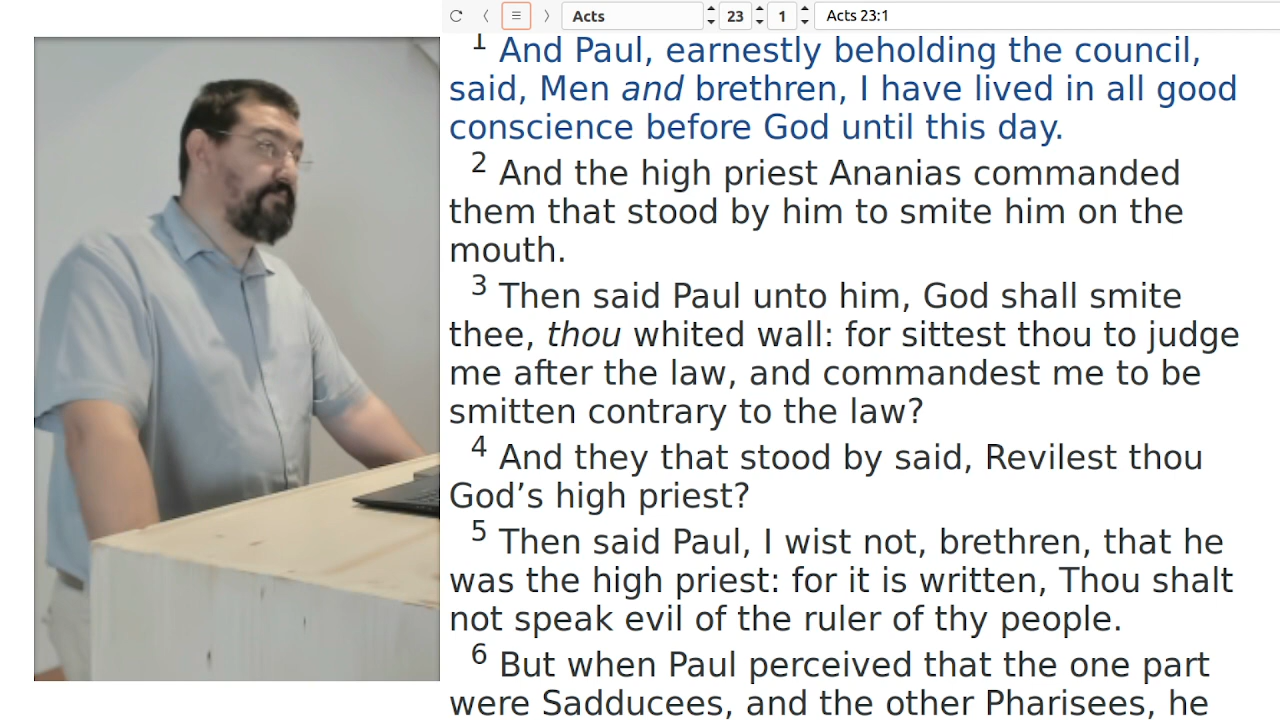 Acts 23 1 Acts 23:1
1 And Paul, earnestly beholding the council,
said, Men and brethren, I have lived in all good
conscience before God until this day.
2 And the high priest Ananias commanded
them that stood by him to smite him on the
mouth.
3 Then said Paul unto him, God shall smite
thee, thou whited wall: for sittest thou to judge
me after the law, and commandest me to be
smitten contrary to the law?
4 And they that stood by said, Revilest thou
God’s high priest?
5 Then said Paul, I wist not, brethren, that he
was the high priest: for it is written, Thou shalt
not speak evil of the ruler of thy people.
6 But when Paul perceived that the one part
were Sadducees, and the other Pharisees, he